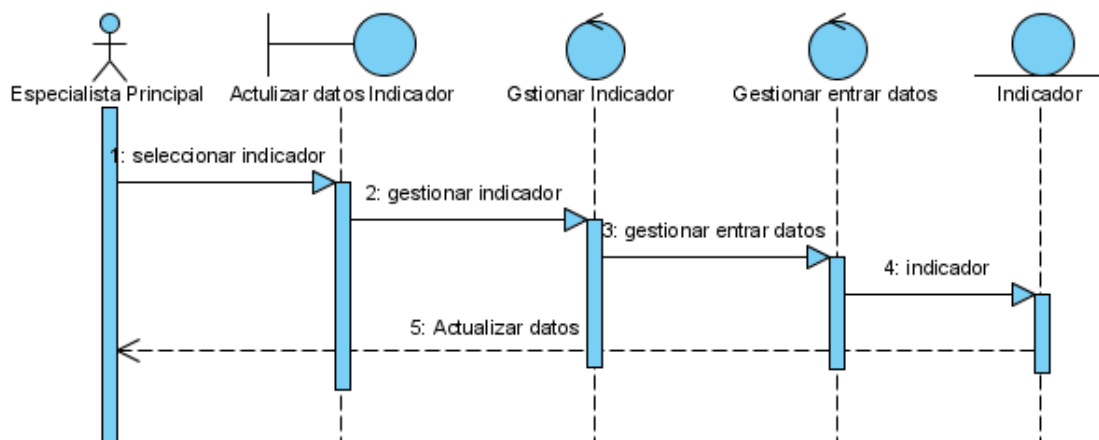 Especialista Principal
Actulizar datos Indicador
Gstionar Indicador
Gestionar entrar datos
Indicador
1: seleccionar indicador
2: gestionar indicador
3: gestionar entrar datos
4: indicador
5: Actualizar datos